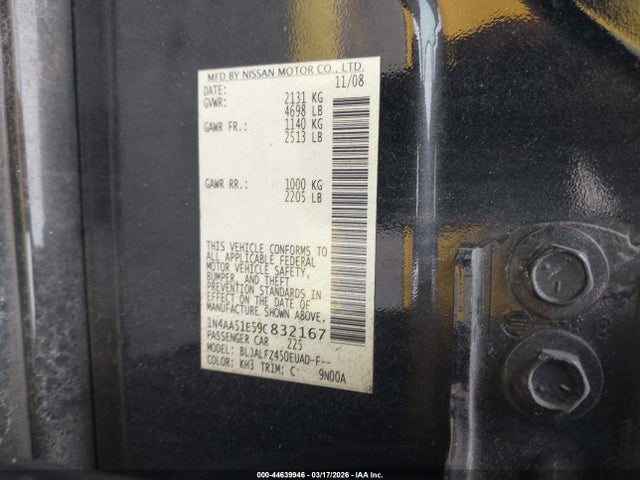 MFD BY NISSAN MOTOR CO., LTD.
DATE: 11/08
GVWR: 2131 KG
4698 LB
GAWR FR.: 1140 KG
2513 LB
GAWR RR.: 1000 KG
2205 LB
THIS VEHICLE CONFORMS TO
ALL APPLICABLE FEDERAL
MOTOR VEHICLE SAFETY,
BUMPER, AND THEFT
PREVENTION STANDARDS IN
EFFECT ON THE DATE OF
MANUFACTURE SHOWN ABOVE.
1N4AA51E59C832167
PASSENGER CAR 225
MODEL: BLJALFZ450EUAD-F--
COLOR: KH3 TRIM: C 9N00A
8
000-44639946 - 03/17/2026 - IAA Inc.